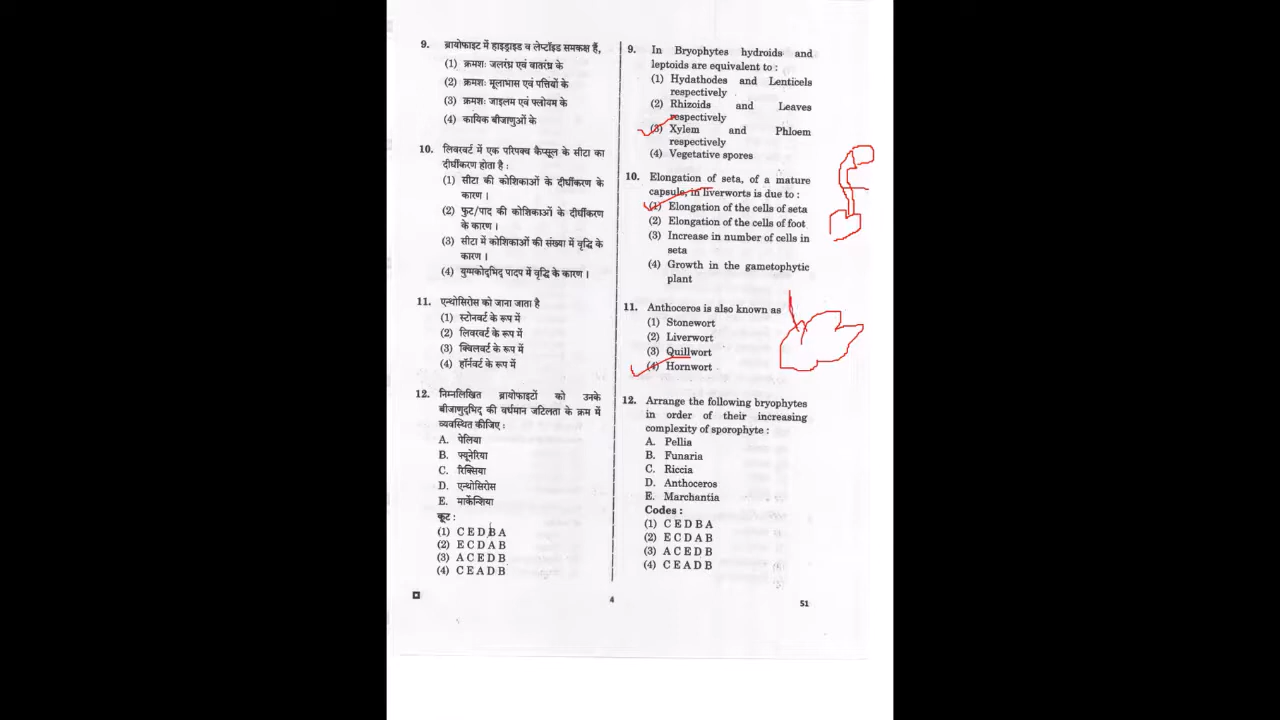 9. ब्रायोफाइट में हाइड्राइड व लेप्टॉइड समकक्ष हैं,
(1) क्रमशः जलरंध्र एवं वातरंध्र के
(2) क्रमशः मूलाभास एवं पत्तियों के
(3) क्रमशः जाइलम एवं फ्लोयम के
(4) कायिक बीजाणुओं के
10. लिवरवर्ट में एक परिपक्व कैप्सूल के सीटा का
दीर्घीकरण होता है :
(1) सीटा की कोशिकाओं के दीर्घीकरण के
कारण ।
(2) फुट/पाद की कोशिकाओं के दीर्घीकरण
के कारण ।
(3) सीटा में कोशिकाओं की संख्या में वृद्धि के
कारण ।
(4) युग्मकोद्भिद् पादप में वृद्धि के कारण ।
11. एन्थोसिरोस को जाना जाता है
(1) स्टोनवर्ट के रूप में
(2) लिवरवर्ट के रूप में
(3) क्विलवर्ट के रूप में
(4) हॉर्नवर्ट के रूप में
12. निम्नलिखित ब्रायोफाइटों को उनके
बीजाणुद्भिद् की वर्धमान जटिलता के क्रम में
व्यवस्थित कीजिए :
A. पेलिया
B. फ्यूनेरिया
C. रिक्सिया
D. एन्थोसिरोस
E. मार्केन्शिया
कूट :
(1) C E D B A
(2) E C D A B
(3) A C E D B
(4) C E A D B
9. In Bryophytes hydroids and
leptoids are equivalent to :
(1) Hydathodes and Lenticels
respectively
(2) Rhizoids and Leaves
respectively
(3) Xylem and Phloem
respectively
(4) Vegetative spores
10. Elongation of seta, of a mature
capsule, in liverworts is due to :
(1) Elongation of the cells of seta
(2) Elongation of the cells of foot
(3) Increase in number of cells in
seta
(4) Growth in the gametophytic
plant
11. Anthoceros is also known as
(1) Stonewort
(2) Liverwort
(3) Quillwort
(4) Hornwort
12. Arrange the following bryophytes
in order of their increasing
complexity of sporophyte :
A. Pellia
B. Funaria
C. Riccia
D. Anthoceros
E. Marchantia
Codes :
(1) C E D B A
(2) E C D A B
(3) A C E D B
(4) C E A D B
4
51